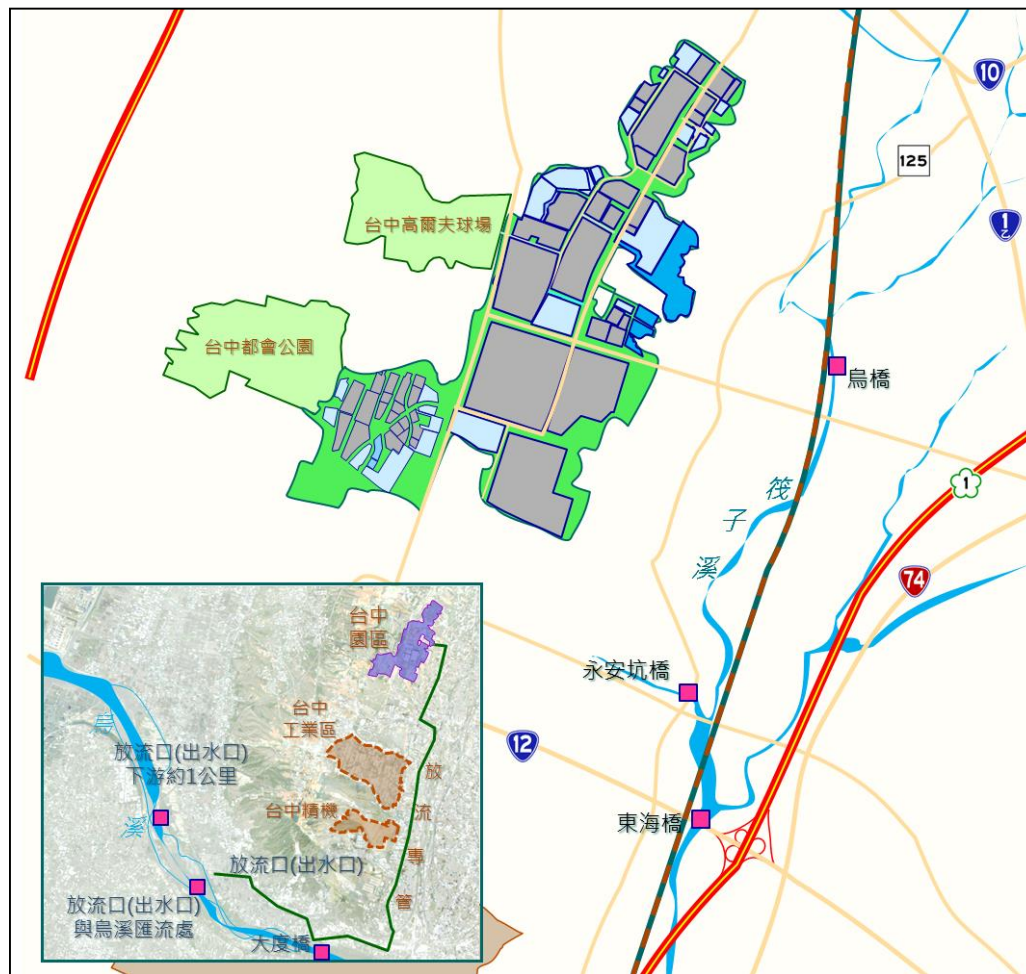 10
125
1
乙
台中高爾夫球場
台中都會公園
烏橋
筏
子
溪
1
74
永安坑橋
12
東海橋
台中
園區
台中
工業區
烏
溪
放流口(出水口)
下游約1公里
台中精機
放
流
專
管
放流口(出水口)
放流口(出水口)
與烏溪匯流處
大度橋